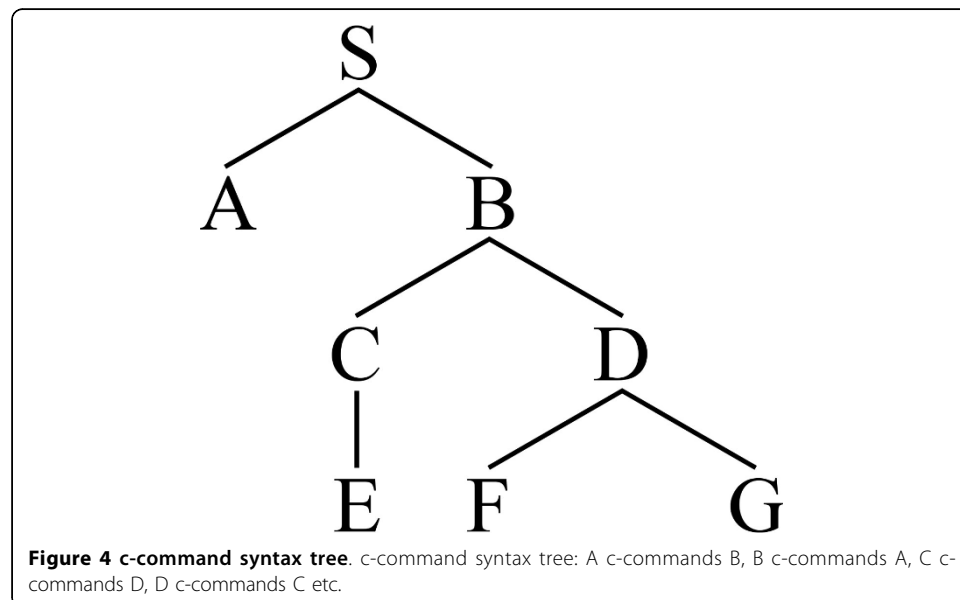 S
A B
C D
E F G
Figure 4 c-command syntax tree. c-command syntax tree: A c-commands B, B c-commands A, C c-
commands D, D c-commands C etc.